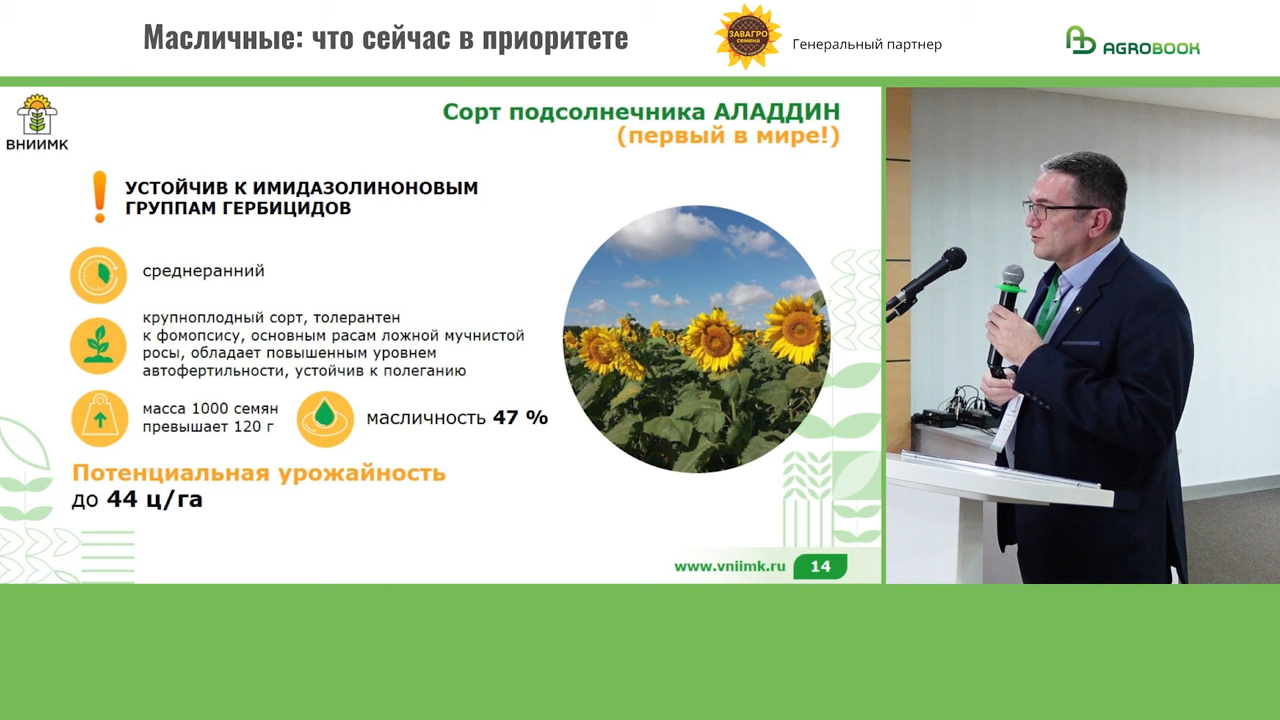 Масличные: что сейчас в приоритете
ЗАВАГРО
семена
Генеральный партнер
AGROBOOK
ВНИИМК
Сорт подсолнечника АЛАДДИН
(первый в мире!)
УСТОЙЧИВ К ИМИДАЗОЛИНОНОВЫМ
ГРУППАМ ГЕРБИЦИДОВ
среднеранний
крупноплодный сорт, толерантен
к фомопсису, основным расам ложной мучнистой
росы, обладает повышенным уровнем
автофертильности, устойчив к полеганию
масса 1000 семян
превышает 120 г
масличность 47 %
Потенциальная урожайность
до 44 ц/га
www.vniimk.ru
14